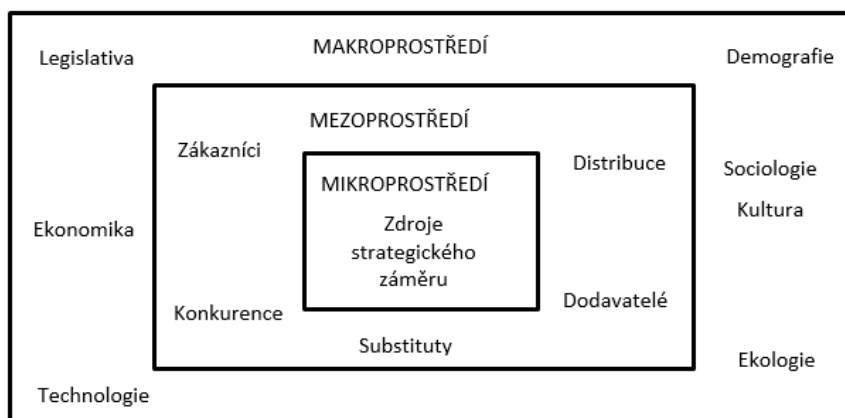 MAKROPROSTŘEDÍ
Legislativa
Demografie
MEZOPROSTŘEDÍ
Zákazníci
Distribuce
Sociologie
MIKROPROSTŘEDÍ
Kultura
Ekonomika
Zdroje
strategického
záměru
Konkurence
Dodavatelé
Substituty
Ekologie
Technologie